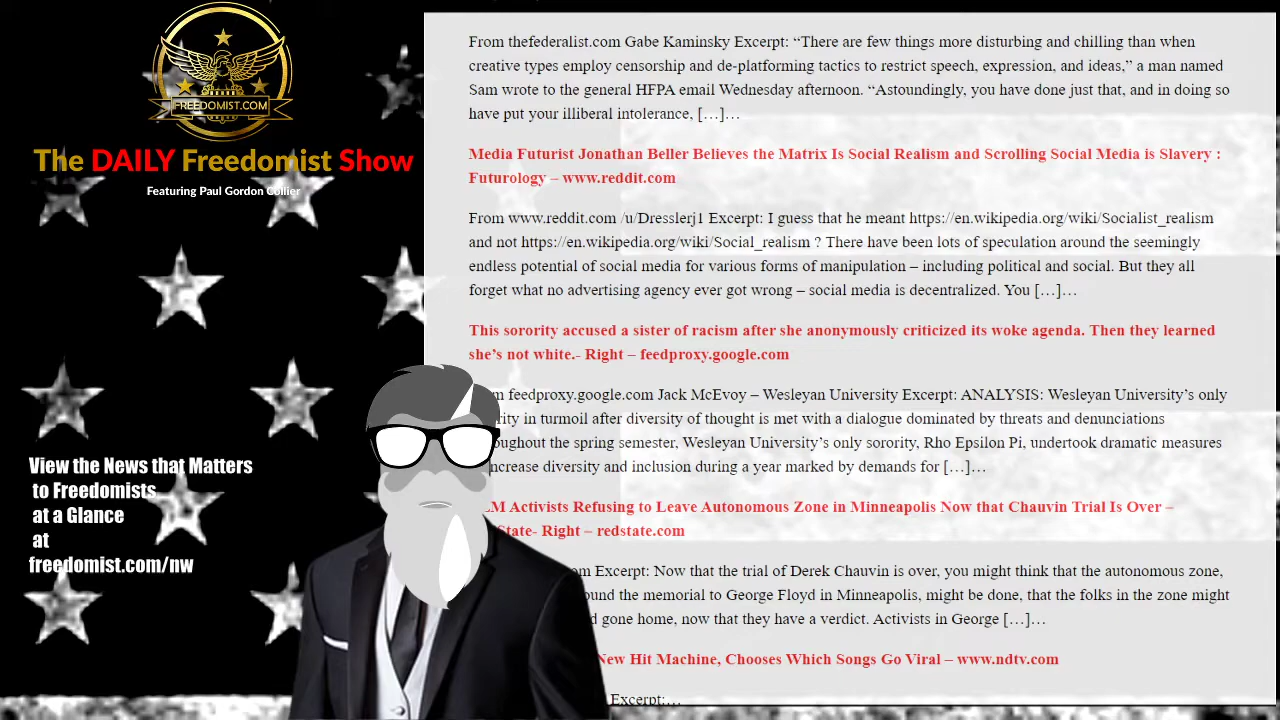 FREEDOMIST.COM
The DAILY Freedomist Show
Featuring Paul Gordon Collier
View the News that Matters
to Freedomists
at a Glance
at
freedomist.com/nw
From thefederalist.com Gabe Kaminsky Excerpt: “There are few things more disturbing and chilling than when
creative types employ censorship and de-platforming tactics to restrict speech, expression, and ideas,” a man named
Sam wrote to the general HFPA email Wednesday afternoon. “Astoundingly, you have done just that, and in doing so
have put your illiberal intolerance, […]…
Media Futurist Jonathan Beller Believes the Matrix Is Social Realism and Scrolling Social Media is Slavery :
Futurology – www.reddit.com
From www.reddit.com /u/Dresslerj1 Excerpt: I guess that he meant https://en.wikipedia.org/wiki/Socialist_realism
and not https://en.wikipedia.org/wiki/Social_realism ? There have been lots of speculation around the seemingly
endless potential of social media for various forms of manipulation – including political and social. But they all
forget what no advertising agency ever got wrong – social media is decentralized. You […]…
This sorority accused a sister of racism after she anonymously criticized its woke agenda. Then they learned
she’s not white.- Right – feedproxy.google.com
feedproxy.google.com Jack McEvoy – Wesleyan University Excerpt: ANALYSIS: Wesleyan University’s only
in turmoil after diversity of thought is met with a dialogue dominated by threats and denunciations
the spring semester, Wesleyan University’s only sorority, Rho Epsilon Pi, undertook dramatic measures
increase diversity and inclusion during a year marked by demands for […]…
Activists Refusing to Leave Autonomous Zone in Minneapolis Now that Chauvin Trial Is Over –
State- Right – redstate.com
Excerpt: Now that the trial of Derek Chauvin is over, you might think that the autonomous zone,
the memorial to George Floyd in Minneapolis, might be done, that the folks in the zone might
gone home, now that they have a verdict. Activists in George […]…
New Hit Machine, Chooses Which Songs Go Viral – www.ndtv.com
Excerpt:…